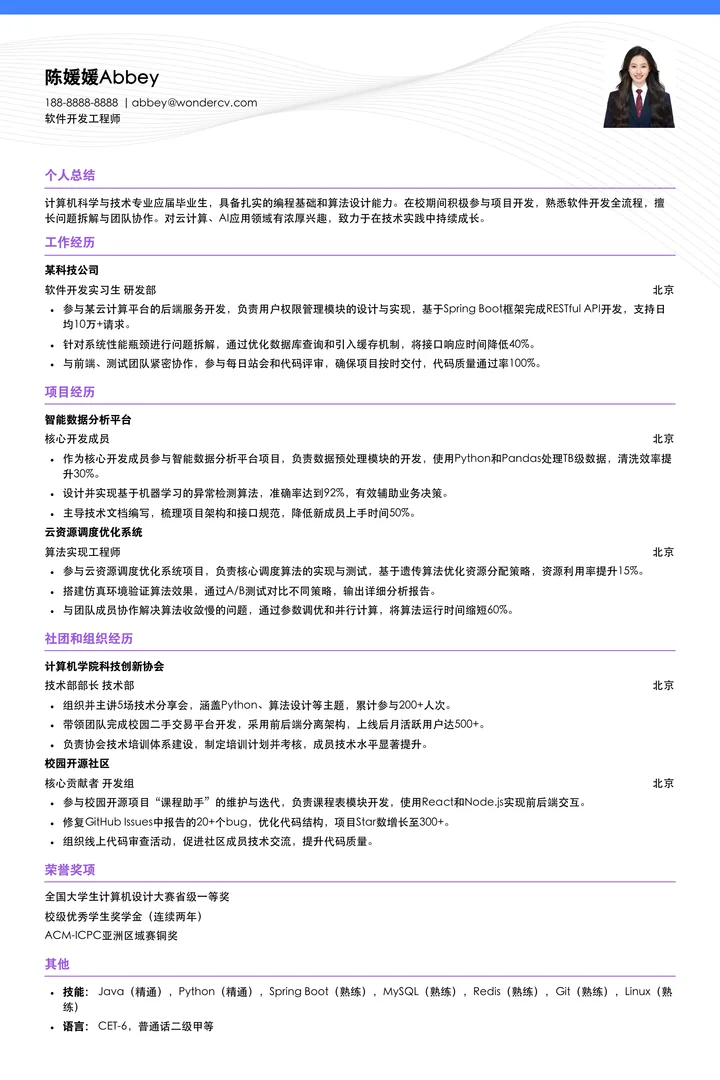 陈媛媛Abbey
188-8888-8888 | abbey@wondercv.com
软件开发工程师
个人总结
计算机科学与技术专业应届毕业生，具备扎实的编程基础和算法设计能力。在校期间积极参与项目开发，熟悉软件开发全流程，擅
长问题拆解与团队协作。对云计算、AI应用领域有浓厚兴趣，致力于在技术实践中持续成长。
工作经历
某科技公司
软件开发实习生 研发部 北京
• 参与某云计算平台的后端服务开发，负责用户权限管理模块的设计与实现，基于Spring Boot框架完成RESTful API开发，支持日
均10万+请求。
• 针对系统性能瓶颈进行问题拆解，通过优化数据库查询和引入缓存机制，将接口响应时间降低40%。
• 与前端、测试团队紧密协作，参与每日站会和代码评审，确保项目按时交付，代码质量通过率100%。
项目经历
智能数据分析平台
核心开发成员 北京
• 作为核心开发成员参与智能数据分析平台项目，负责数据预处理模块的开发，使用Python和Pandas处理TB级数据，清洗效率提
升30%。
• 设计并实现基于机器学习的异常检测算法，准确率达到92%，有效辅助业务决策。
• 主导技术文档编写，梳理项目架构和接口规范，降低新成员上手时间50%。
云资源调度优化系统
算法实现工程师 北京
• 参与云资源调度优化系统项目，负责核心调度算法的实现与测试，基于遗传算法优化资源分配策略，资源利用率提升15%。
• 搭建仿真环境验证算法效果，通过A/B测试对比不同策略，输出详细分析报告。
• 与团队成员协作解决算法收敛慢的问题，通过参数调优和并行计算，将算法运行时间缩短60%。
社团和组织经历
计算机学院科技创新协会
技术部部长 技术部 北京
• 组织并主讲5场技术分享会，涵盖Python、算法设计等主题，累计参与200+人次。
• 带领团队完成校园二手交易平台开发，采用前后端分离架构，上线后月活跃用户达500+。
• 负责协会技术培训体系建设，制定培训计划并考核，成员技术水平显著提升。
校园开源社区
核心贡献者 开发组 北京
• 参与校园开源项目“课程助手”的维护与迭代，负责课程表模块开发，使用React和Node.js实现前后端交互。
• 修复GitHub Issues中报告的20+个bug，优化代码结构，项目Star数增长至300+。
• 组织线上代码审查活动，促进社区成员技术交流，提升代码质量。
荣誉奖项
全国大学生计算机设计大赛省级一等奖
校级优秀学生奖学金（连续两年）
ACM-ICPC亚洲区域赛铜奖
其他
• 技能： Java（精通）, Python（精通）, Spring Boot（熟练）, MySQL（熟练）, Redis（熟练）, Git（熟练）, Linux（熟
练）
• 语言： CET-6，普通话二级甲等